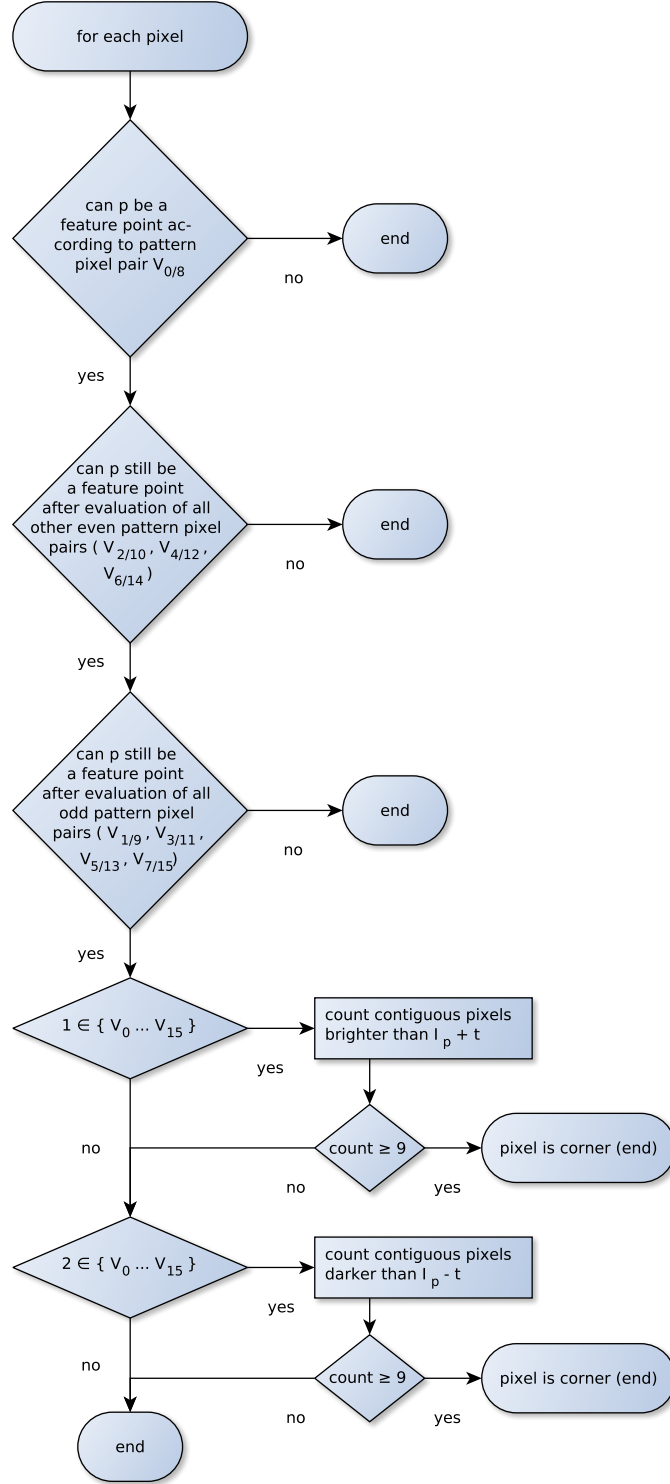 for each pixel
can p be a
feature point ac-
cording to pattern
pixel pair V0/8
end
no
yes
can p still be
a feature point
after evaluation of all
other even pattern pixel
pairs ( V 2/10 , V4/12 ,
V6/14 )
end
no
yes
can p still be
a feature point
after evaluation of all
odd pattern pixel
pairs ( V 1/9 , V3/11 ,
V5/13 , V7/15)
end
no
yes
1 ∈ { V0 ... V15 }
count contiguous pixels
brighter than I p + t
yes
no
count ≥ 9
pixel is corner (end)
no
yes
2 ∈ { V0 ... V15 }
count contiguous pixels
darker than I p - t
yes
no
count ≥ 9
pixel is corner (end)
no
yes
end